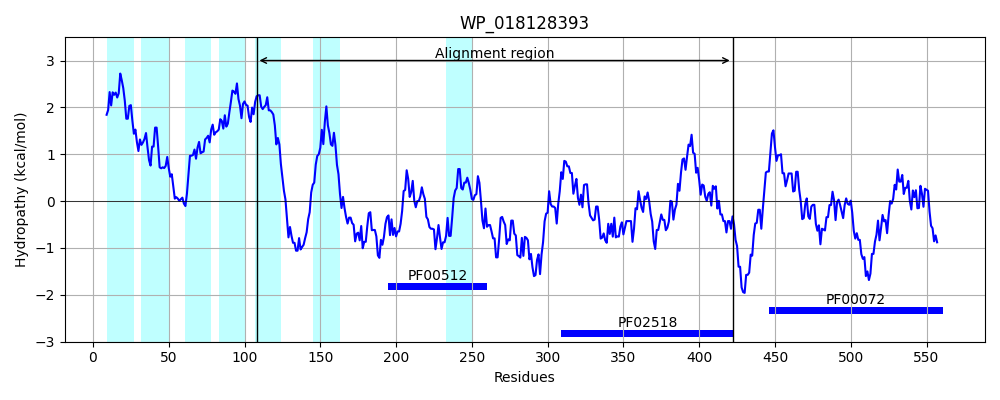 WP_018128393
Alignment region
Hydropathy (kcal/mol)
3
2
1
0
−1
−2
−3
PF00512
PF00072
PF02518
0 50 100 150 200 250 300 350 400 450 500 550
Residues